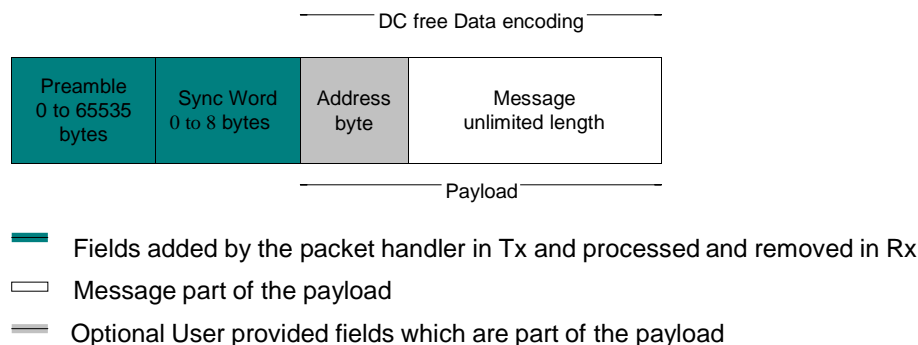 DC free Data encoding
Preamble
0 to 65535
bytes
Sync Word
0 to 8 bytes
Address
byte
Message
unlimited length
Payload
Fields added by the packet handler in Tx and processed and removed in Rx
Message part of the payload
Optional User provided fields which are part of the payload